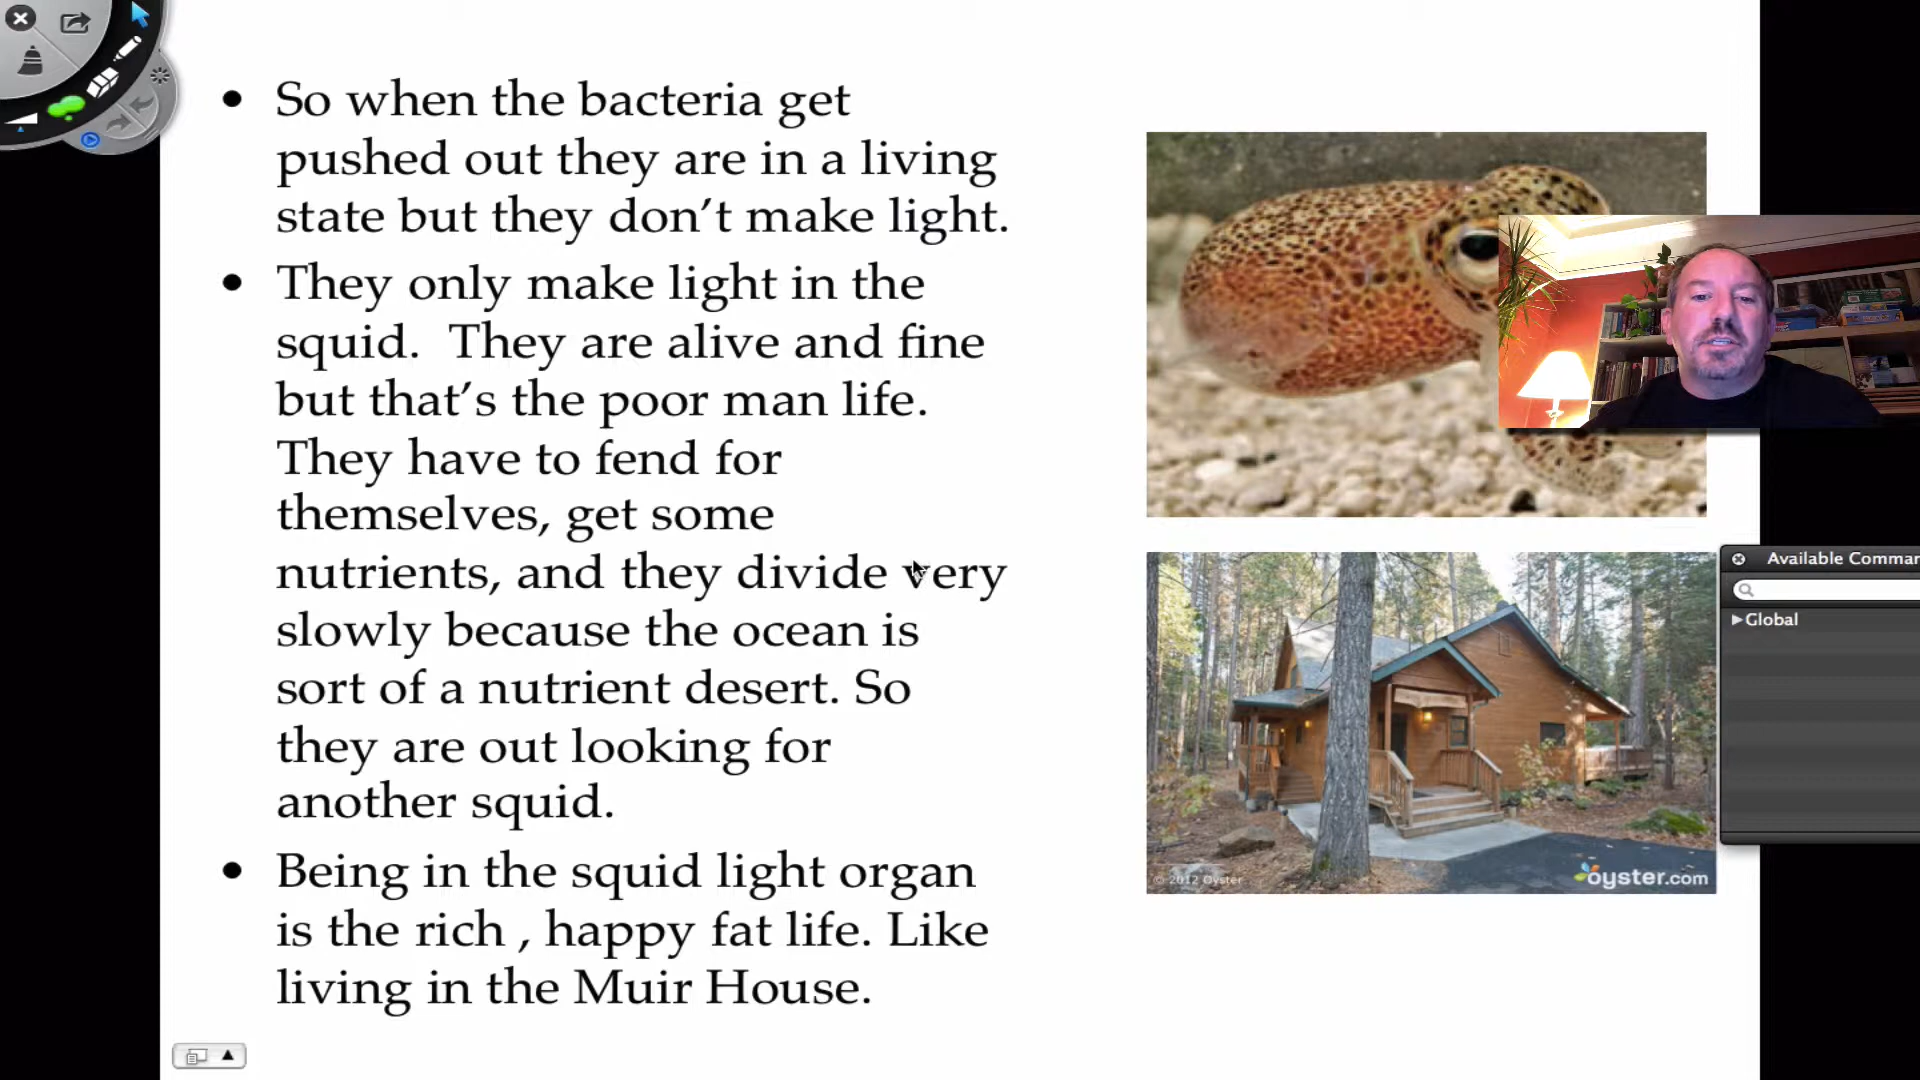 So when the bacteria get
pushed out they are in a living
state but they don’t make light.
They only make light in the
squid.  They are alive and fine
but that’s the poor man life.
They have to fend for
themselves, get some
nutrients, and they divide very
slowly because the ocean is
sort of a nutrient desert. So
they are out looking for
another squid.
Being in the squid light organ
is the rich , happy fat life. Like
living in the Muir House.
© 2012 Oyster
oyster.com
Available Comman
Global